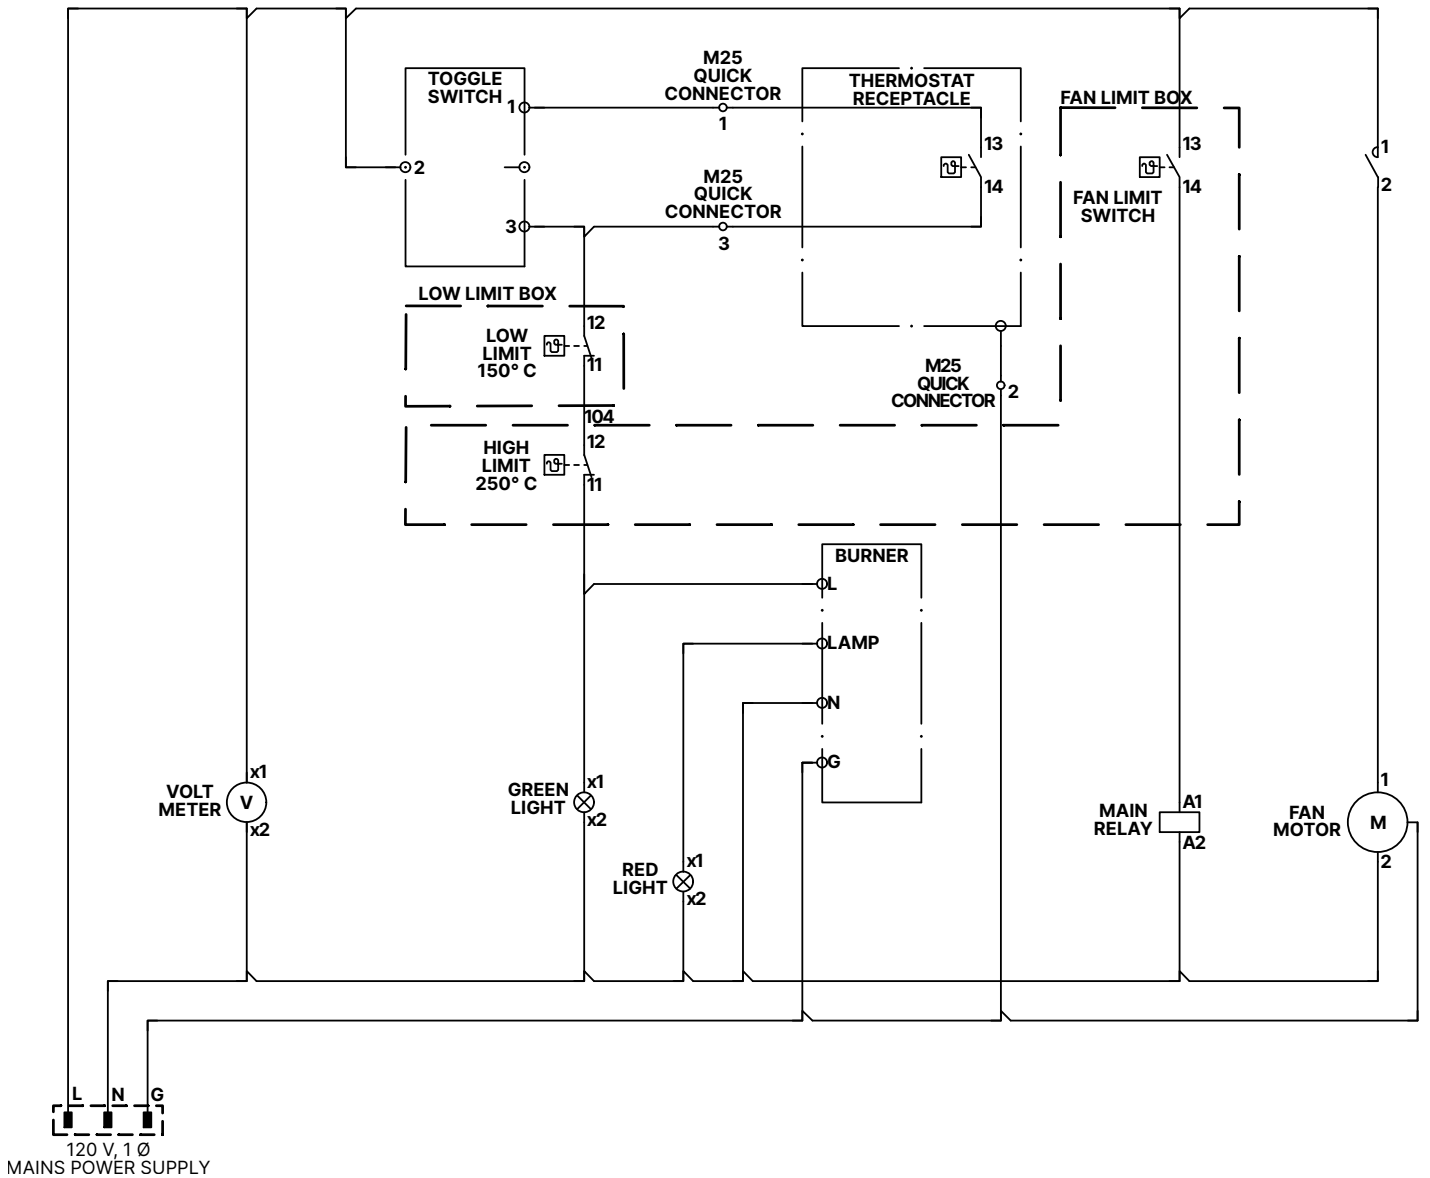 M25
QUICK
CONNECTOR
1
TOGGLE
SWITCH
1
2
3
THERMOSTAT
RECEPTACLE
13
14
FAN LIMIT BOX
13
14
FAN LIMIT
SWITCH
1
2
M25
QUICK
CONNECTOR
3
LOW LIMIT BOX
12
LOW
LIMIT
150° C
11
104
M25
QUICK
CONNECTOR
2
HIGH
LIMIT
250° C
12
11
BURNER
L
LAMP
N
G
VOLT
METER
x1
V
x2
GREEN
LIGHT
x1
x2
RED
LIGHT
x1
x2
MAIN
RELAY
A1
A2
FAN
MOTOR
1
M
2
L N G
120 V, 1 Ø
MAINS POWER SUPPLY